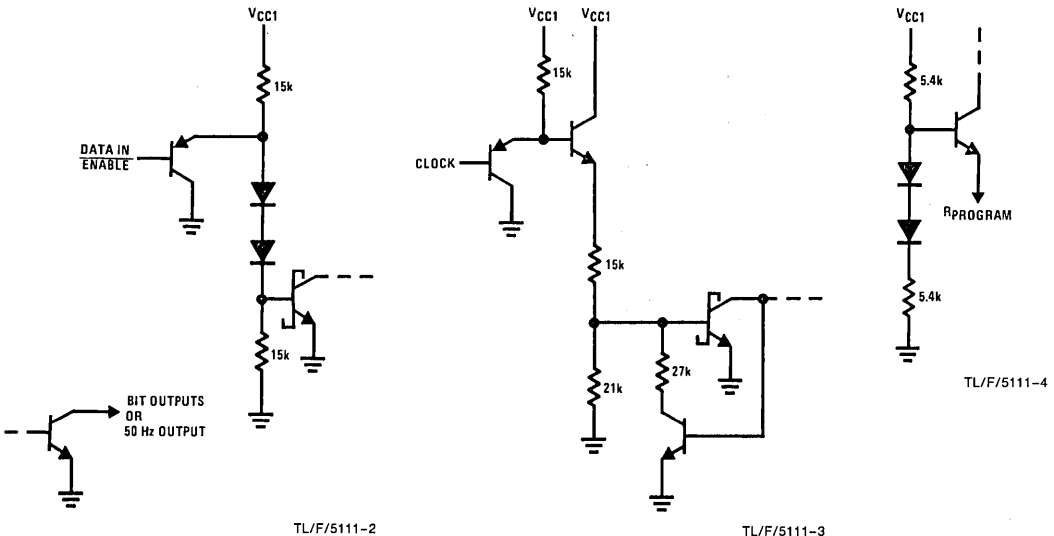 VCC1
15k
DATA IN
ENABLE
15k
BIT OUTPUTS
OR
50 Hz OUTPUT
TL/F/5111–2
VCC1
VCC1
15k
CLOCK
15k
21k
27k
TL/F/5111–3
VCC1
5.4k
RPROGRAM
5.4k
TL/F/5111–4